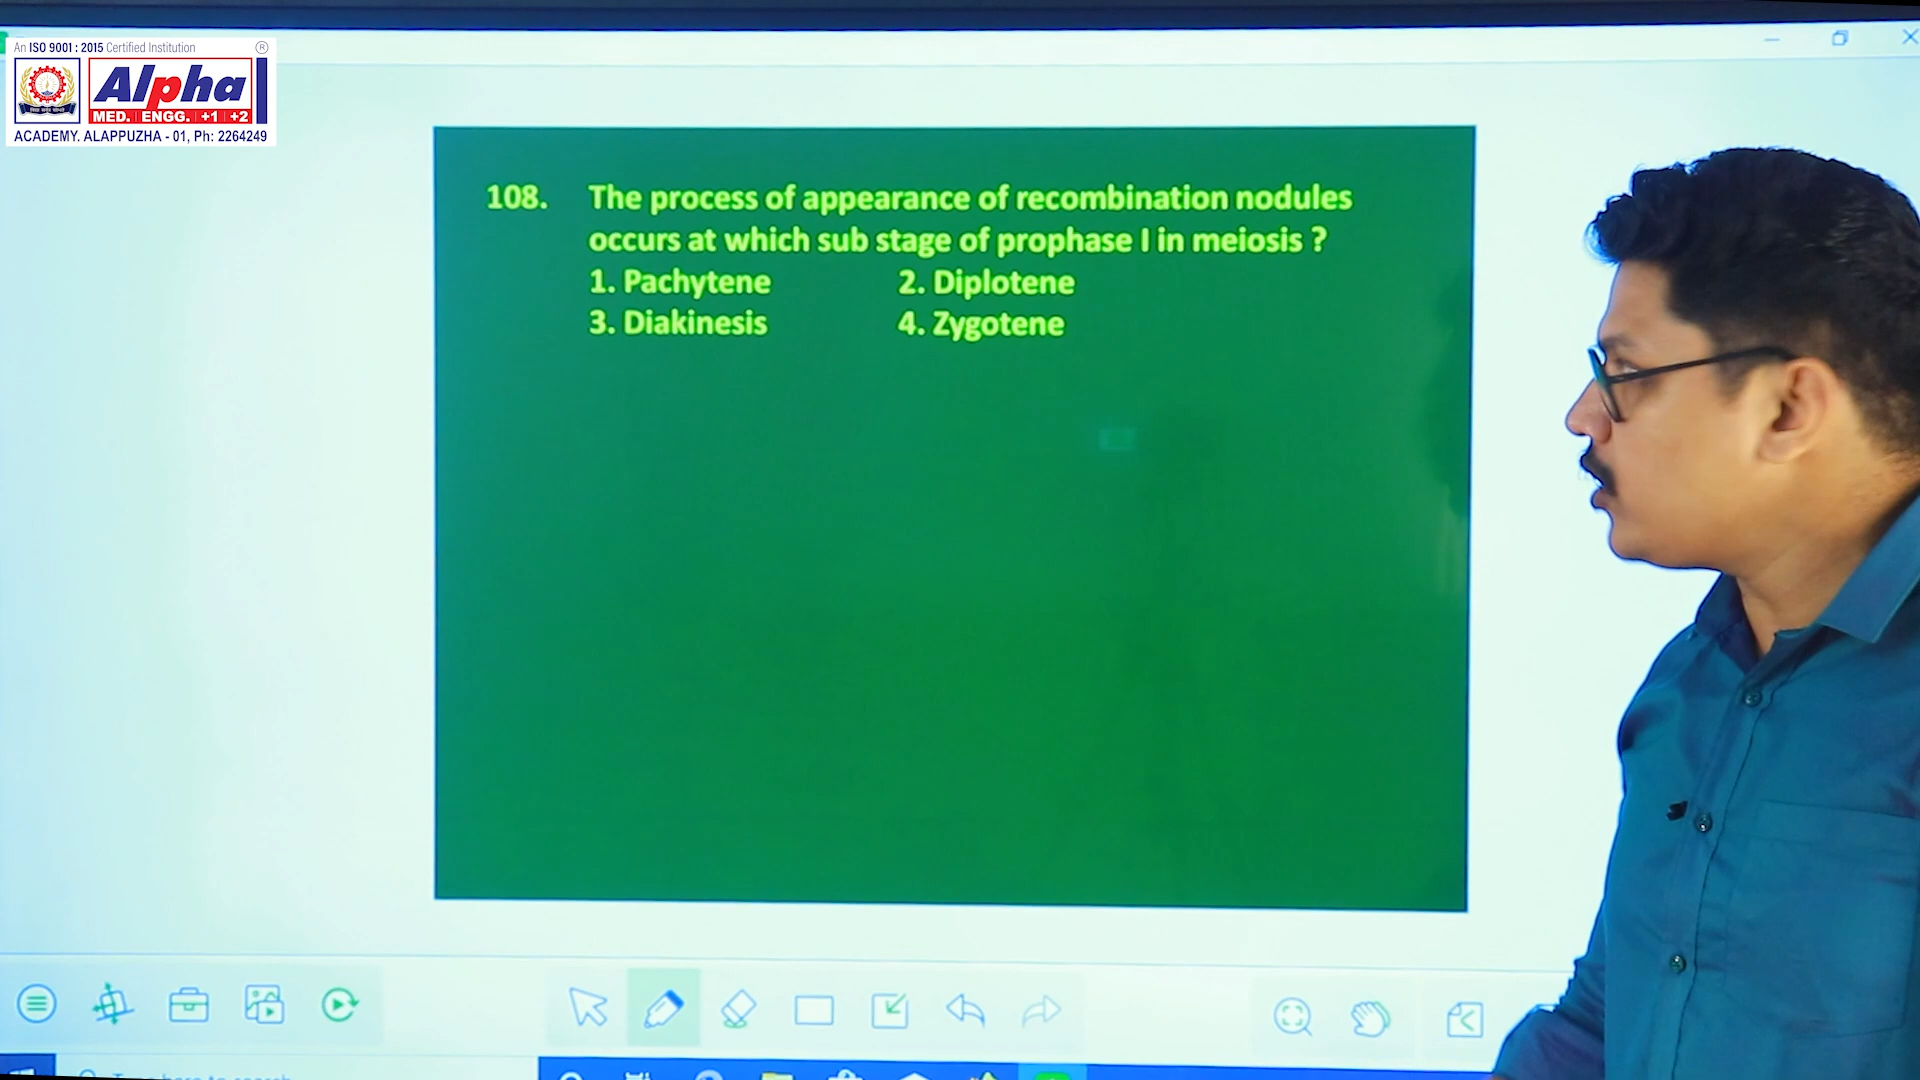 An ISO 9001 : 2015 Certified Institution ®
Alpha
MED. ENGG. +1 +2
ACADEMY. ALAPPUZHA - 01, Ph: 2264249
108. The process of appearance of recombination nodules
occurs at which sub stage of prophase I in meiosis ?
1. Pachytene 2. Diplotene
3. Diakinesis 4. Zygotene